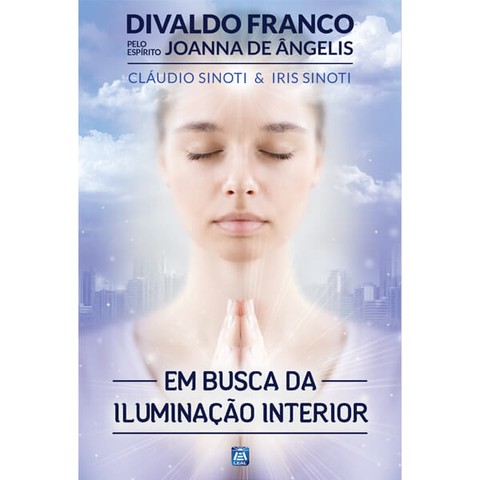 DIVALDO FRANCO
PELO ESPÍRITO JOANNA DE ÂNGELIS
CLÁUDIO SINOTI & IRIS SINOTI
EM BUSCA DA
ILUMINAÇÃO INTERIOR
LEAL